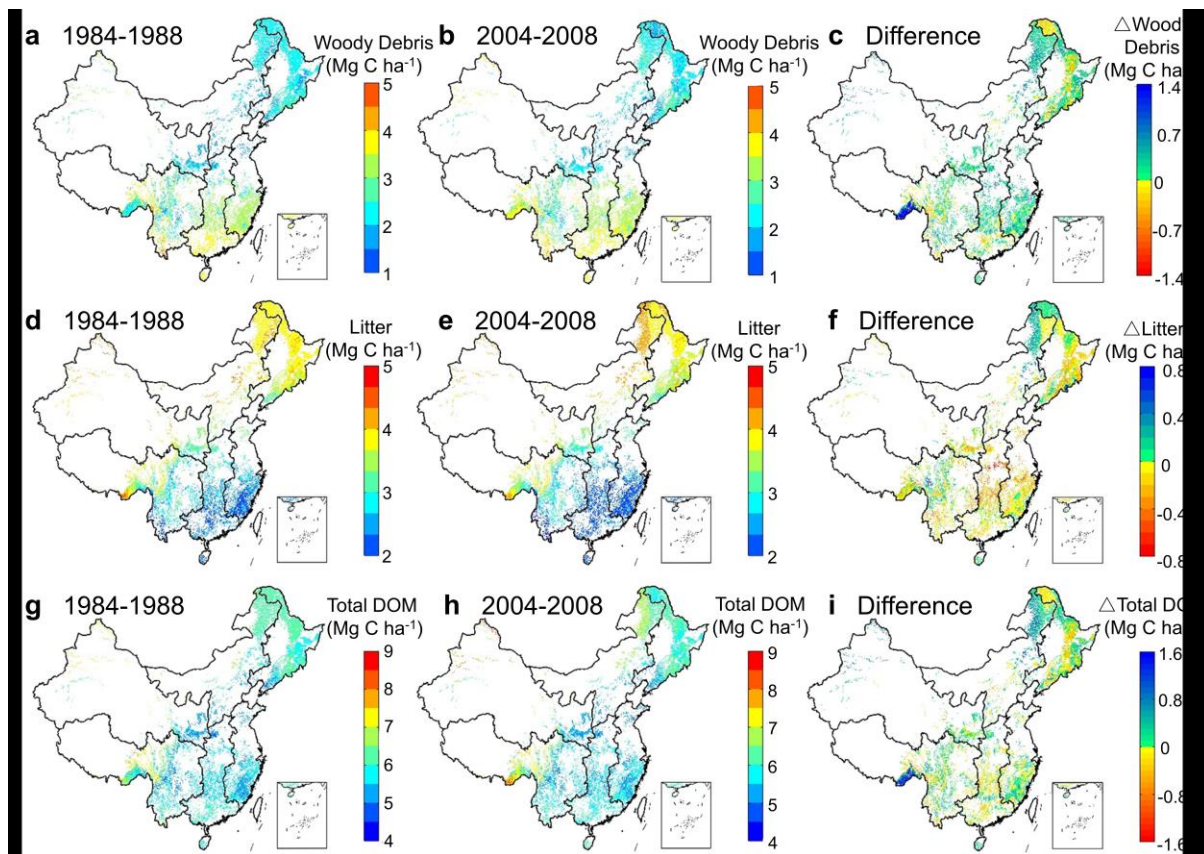 a 1984-1988
Woody Debris
(Mg C ha⁻¹)
5
4
3
2
1
b 2004-2008
Woody Debris
(Mg C ha⁻¹)
5
4
3
2
1
c Difference
△Woody
Debris
(Mg C ha
1.4
0.7
0
-0.7
-1.4
d 1984-1988
Litter
(Mg C ha⁻¹)
5
4
3
2
e 2004-2008
Litter
(Mg C ha⁻¹)
5
4
3
2
f Difference
△Litter
(Mg C ha
0.8
0.4
0
-0.4
-0.8
g 1984-1988
Total DOM
(Mg C ha⁻¹)
9
8
7
6
5
4
h 2004-2008
Total DOM
(Mg C ha⁻¹)
9
8
7
6
5
4
i Difference
△Total DO
(Mg C ha
1.6
0.8
0
-0.8
-1.6